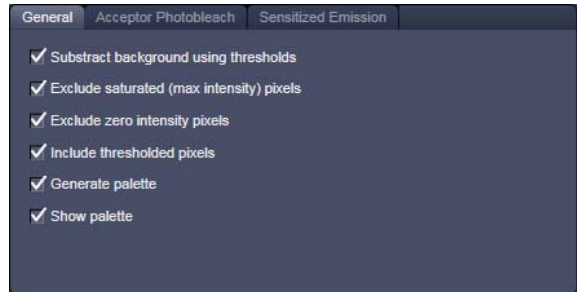 General Acceptor Photobleach Sensitized Emission
Substract background using thresholds
Exclude saturated (max intensity) pixels
Exclude zero intensity pixels
Include thresholded pixels
Generate palette
Show palette